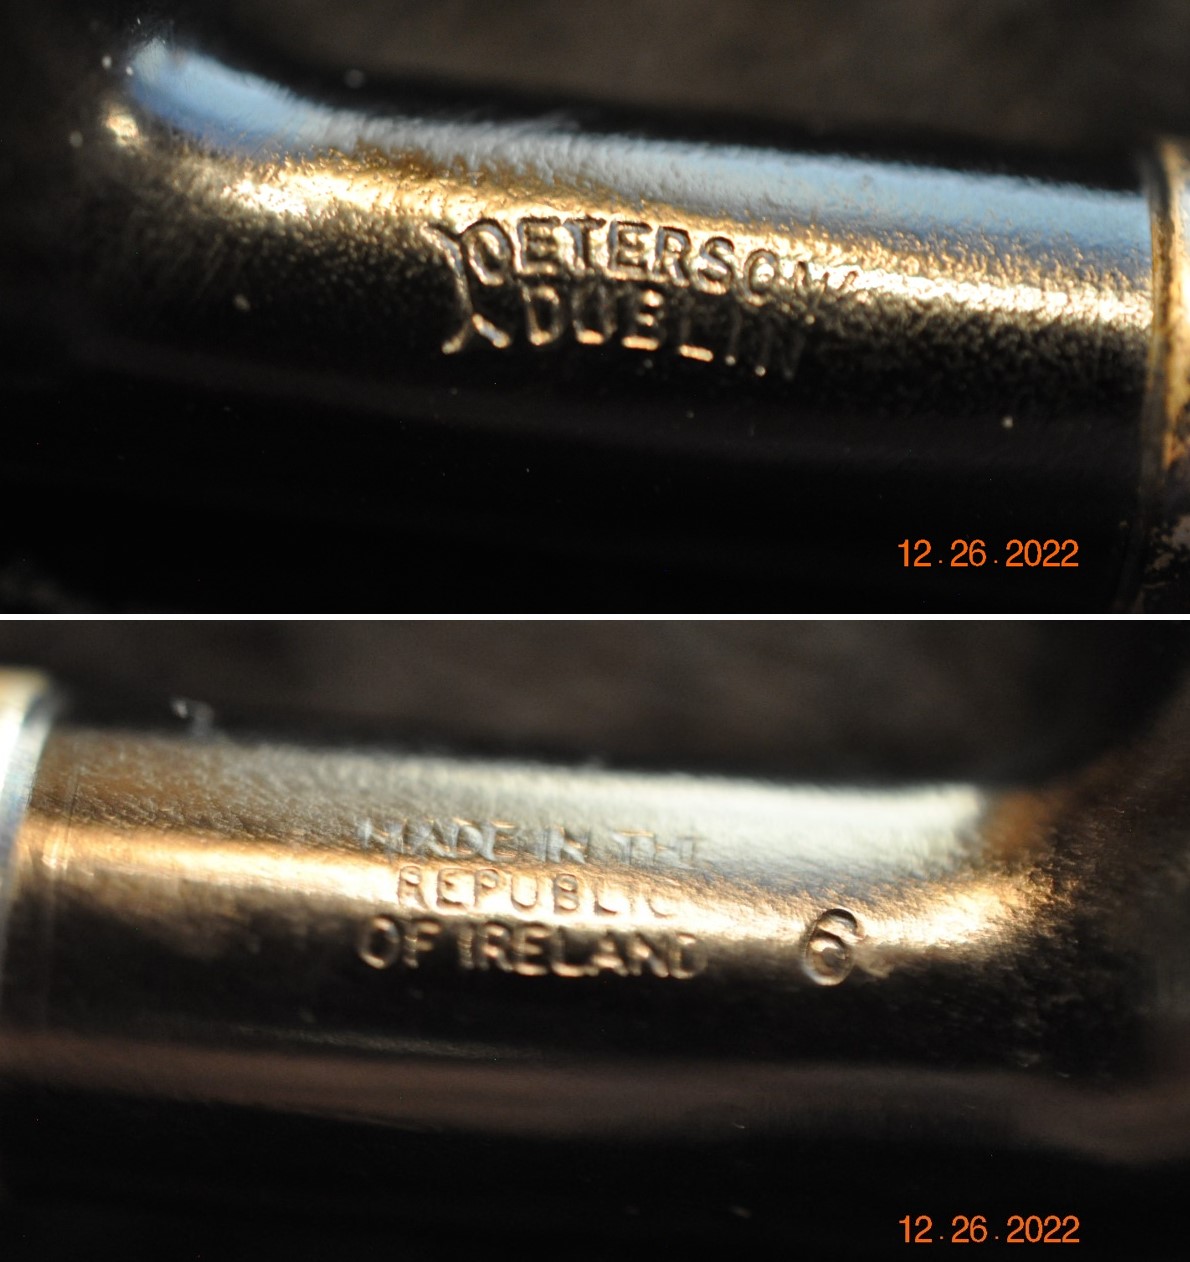 PETERSON'S
DUBLIN
12.26.2022
MADE IN THE
REPUBLIC
OF IRELAND 6
12.26.2022